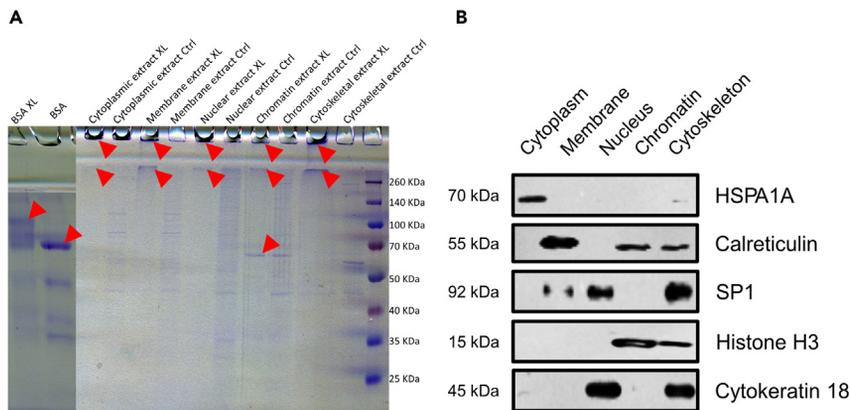 A
BSA XL
BSA
Cytoplasmic extract XL
Cytoplasmic extract Ctrl
Membrane extract XL
Membrane extract Ctrl
Nuclear extract XL
Nuclear extract Ctrl
Chromatin extract XL
Chromatin extract Ctrl
Cytoskeletal extract XL
Cytoskeletal extract Ctrl
260 KDa
140 KDa
100 KDa
70 KDa
50 KDa
40 KDa
35 KDa
25 KDa
B
Cytoplasm
Membrane
Nucleus
Chromatin
Cytoskeleton
70 kDa HSPA1A
55 kDa Calreticulin
92 kDa SP1
15 kDa Histone H3
45 kDa Cytokeratin 18